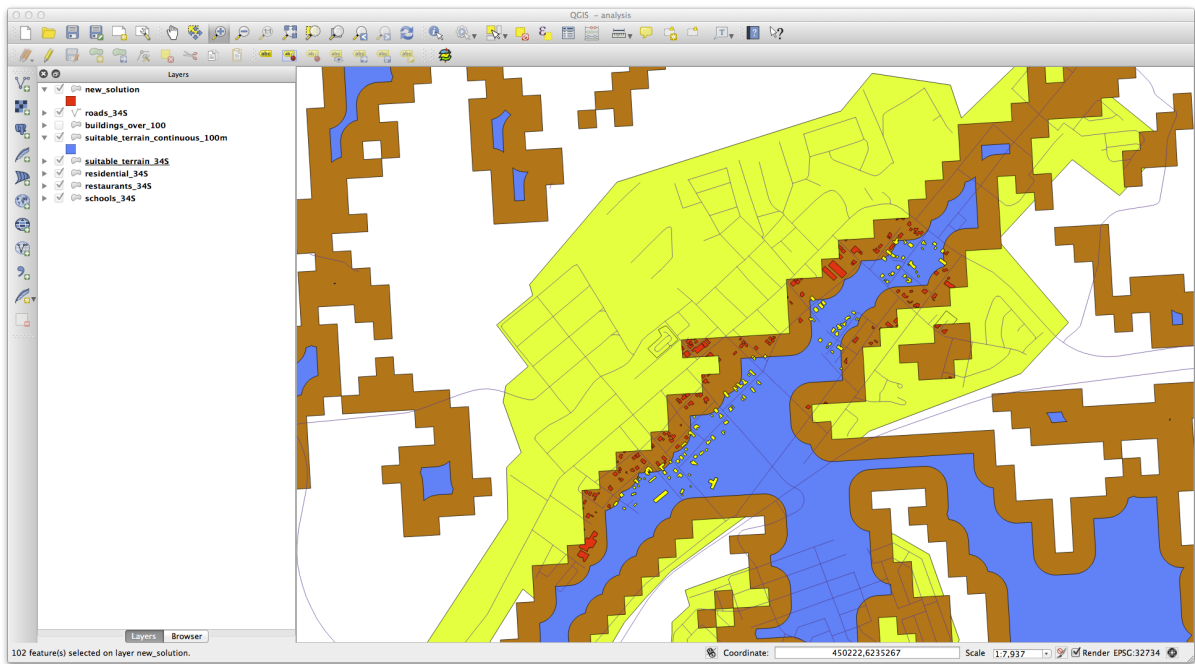 QGIS - analysis
Layers
new_solution
roads_34S
buildings_over_100
suitable_terrain_continuous_100m
suitable_terrain_34S
residential_34S
restaurants_34S
schools_34S
Layers Browser
102 feature(s) selected on layer new_solution.
Coordinate: 450222,6235267 Scale 1:7,937 Render EPSG:32734